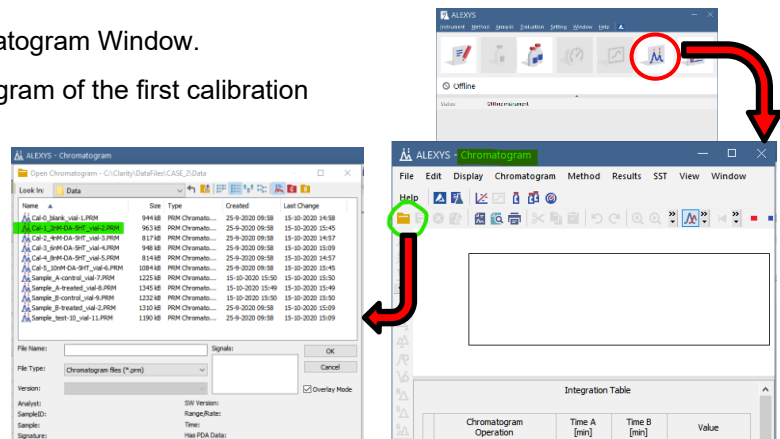 atogram Window.
gram of the first calibration
ALEXYS
Instrument Method Analysis Evaluation Setting Window Help
Offline
Status: Offline instrument
ALEXYS - Chromatogram
Open Chromatogram - C:\Clarity\DataFiles\CASE_2\Data
Look In: Data
Name Size Type Created Last Change
Cal-0_blank_vial-1.PRM 944 kB PRM Chromato.... 25-9-2020 09:58 15-10-2020 14:58
Cal-1_2nM-DA-5HT_vial-2.PRM 963 kB PRM Chromato.... 25-9-2020 09:58 15-10-2020 15:45
Cal-2_4nM-DA-5HT_vial-3.PRM 817 kB PRM Chromato.... 25-9-2020 09:58 15-10-2020 14:57
Cal-3_6nM-DA-5HT_vial-4.PRM 948 kB PRM Chromato.... 25-9-2020 09:58 15-10-2020 15:09
Cal-4_8nM-DA-5HT_vial-5.PRM 814 kB PRM Chromato.... 25-9-2020 09:58 15-10-2020 14:57
Cal-5_10nM-DA-5HT_vial-6.PRM 1084 kB PRM Chromato.... 25-9-2020 09:58 15-10-2020 15:45
Sample_A-control_vial-7.PRM 1225 kB PRM Chromato.... 15-10-2020 15:50 15-10-2020 15:50
Sample_A-treated_vial-8.PRM 1345 kB PRM Chromato.... 15-10-2020 15:49 15-10-2020 15:49
Sample_B-control_vial-9.PRM 1232 kB PRM Chromato.... 15-10-2020 15:50 15-10-2020 15:50
Sample_B-treated_vial-2.PRM 1310 kB PRM Chromato.... 25-9-2020 09:58 15-10-2020 15:09
Sample_test-10_vial-11.PRM 1190 kB PRM Chromato.... 25-9-2020 09:58 15-10-2020 15:09
File Name: Signals: OK
File Type: Chromatogram files (*.prm) Cancel
Version: Overlay Mode
Analyst: SW Version:
SampleID: Range/Rate:
Sample: Time:
Signature: Has PDA Data:
ALEXYS - Chromatogram
File Edit Display Chromatogram Method Results SST View Window
Help
Integration Table
Chromatogram Time A Time B Value
Operation [min] [min]